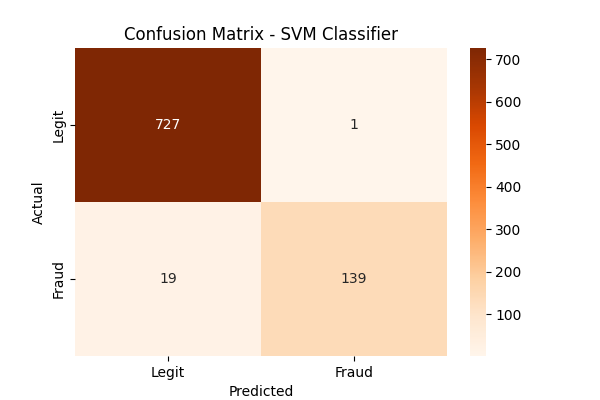 Confusion Matrix - SVM Classifier
Actual
Legit
727
1
Fraud
19
139
Legit
Fraud
Predicted
700
600
500
400
300
200
100